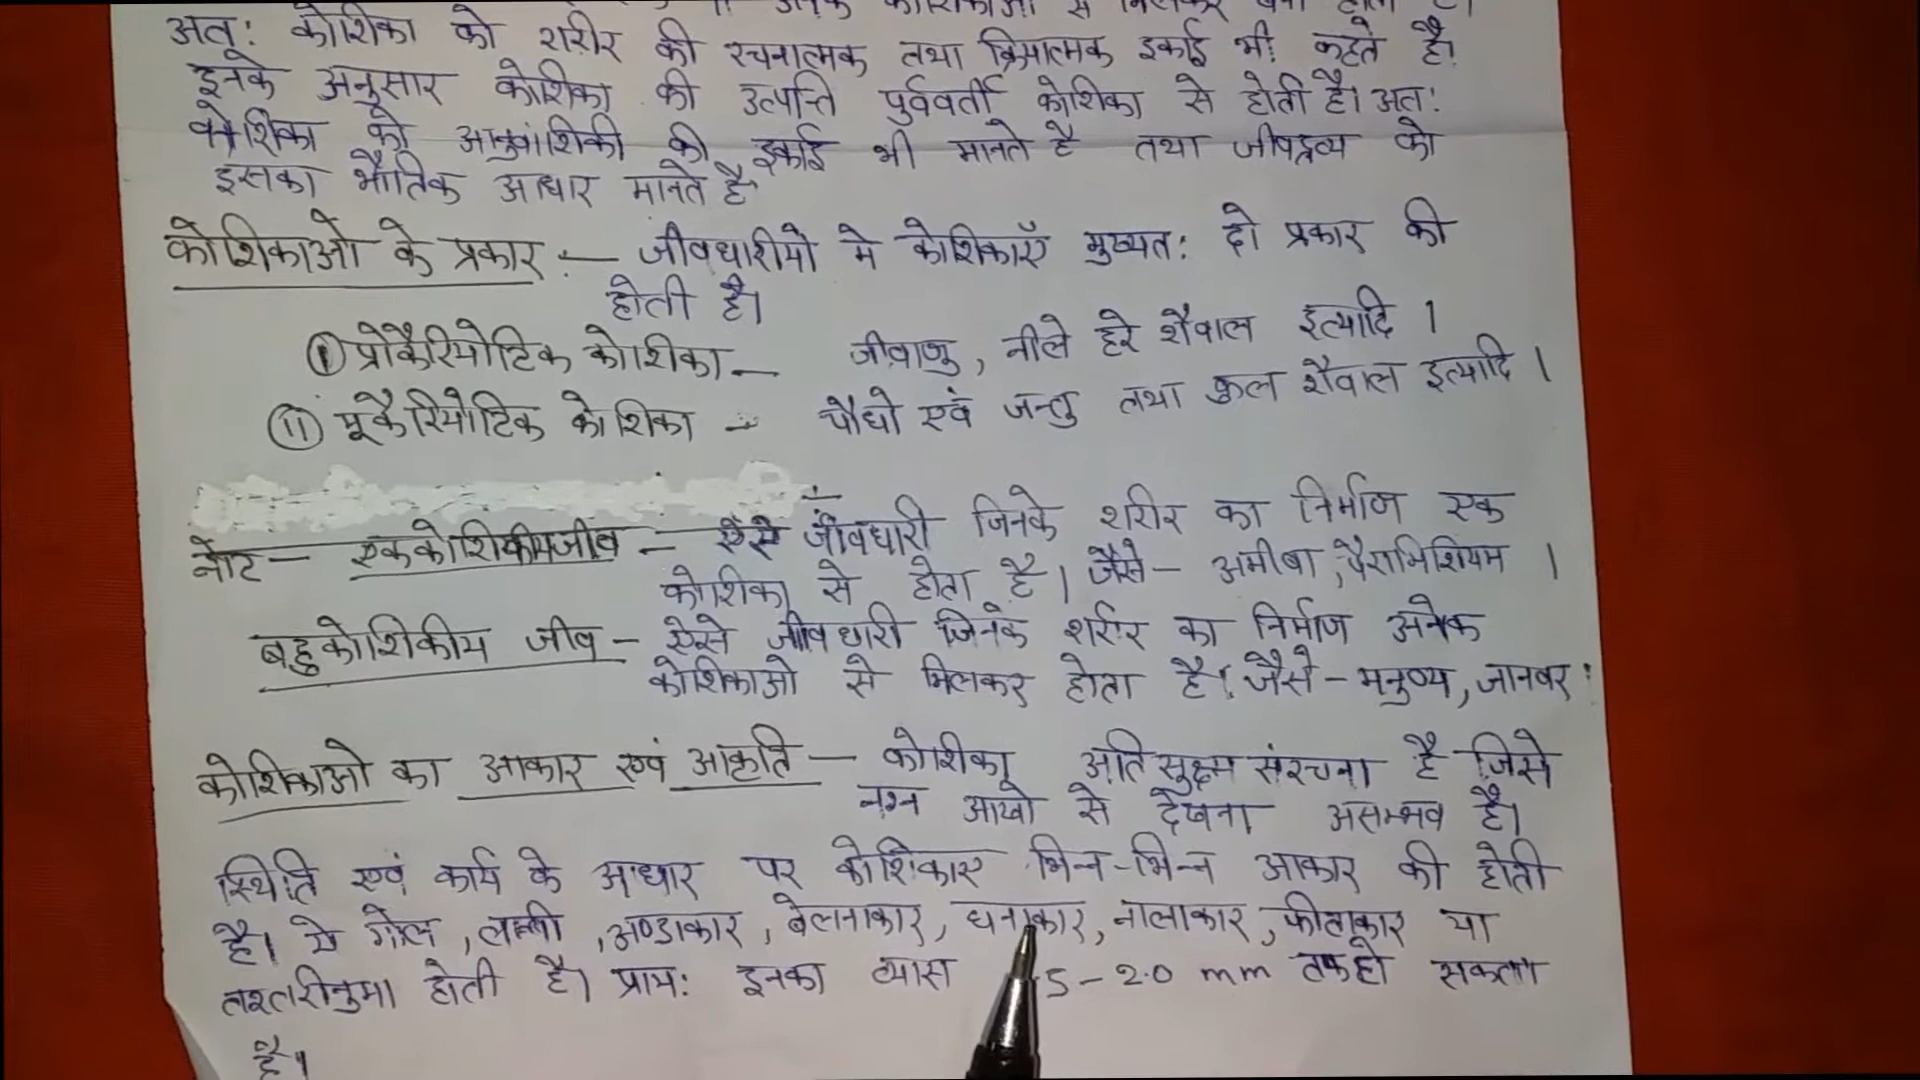 अनेक कोशिकाओं से मिलकर बना होता है।
अतः कोशिका को शरीर की रचनात्मक तथा क्रियात्मक इकाई भी कहते है।
इनके अनुसार कोशिका की उत्पत्ति पुर्ववर्ती कोशिका से होती है। अतः
कोशिका को आनुवांशिकी की इकाई भी मानते है तथा जीवद्रव्य को
इसका भौतिक आधार मानते है
कोशिकाओ के प्रकार :— जीवधारीयो मे कोशिकाएँ मुख्यतः दो प्रकार की
होती है।
(i) प्रोकैरियोटिक कोशिका — जीवाणु, नीले हरे शैवाल इत्यादि ।
(ii) यूकैरियोटिक कोशिका - पौधो एवं जन्तु तथा कुल शैवाल इत्यादि ।
नोट — एककोशिकीयजीव — ऐसे जीवधारी जिनके शरीर का निर्माण एक
कोशिका से होता है। जैसे — अमीबा, पैरामिशियम ।
बहुकोशिकीय जीव — ऐसे जीवधारी जिनके शरीर का निर्माण अनेक
कोशिकाओ से मिलकर होता है। जैसे — मनुष्य, जानवर
कोशिकाओ का आकार एवं आकृति — कोशिका अति सुक्ष्म संरचना है जिसे
नग्न आखो से देखना असम्भव है।
स्थिति एवं कार्य के आधार पर कोशिकाए भिन्न-भिन्न आकार की होती
है। ये गोल, लम्बी, अण्डाकार, बेलनाकार, घनाकार, नालाकार, फीताकार या
तश्तरीनुमा होती है। प्रायः इनका व्यास 5 - 20 mm तक हो सकता
है।